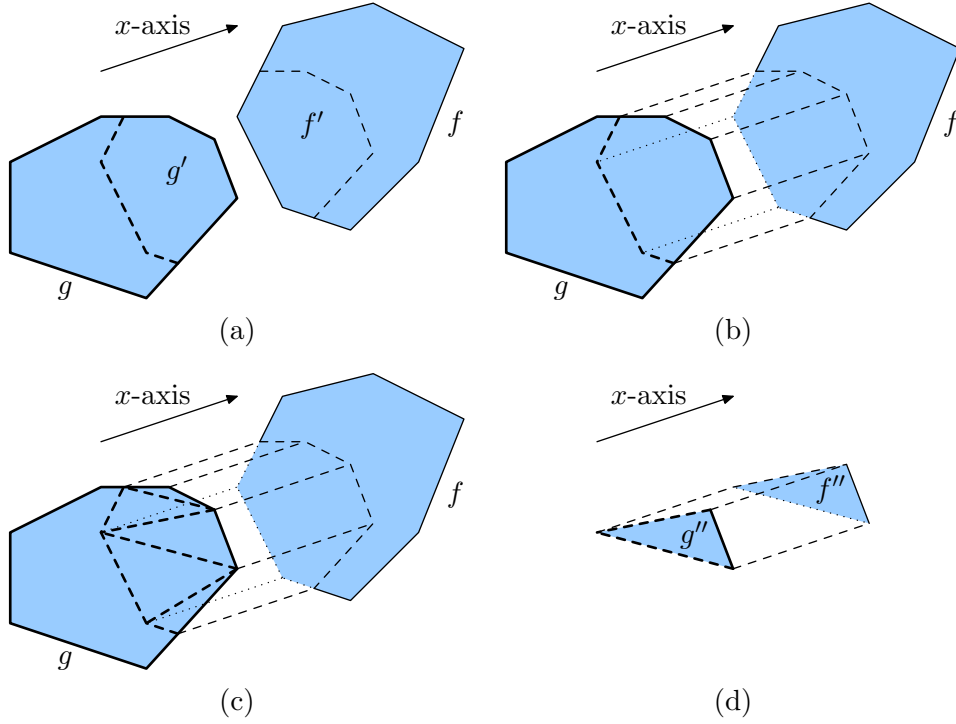 x-axis
f′
f
g′
g
(a)
x-axis
f
g
(b)
x-axis
f
g
(c)
x-axis
f″
g″
(d)